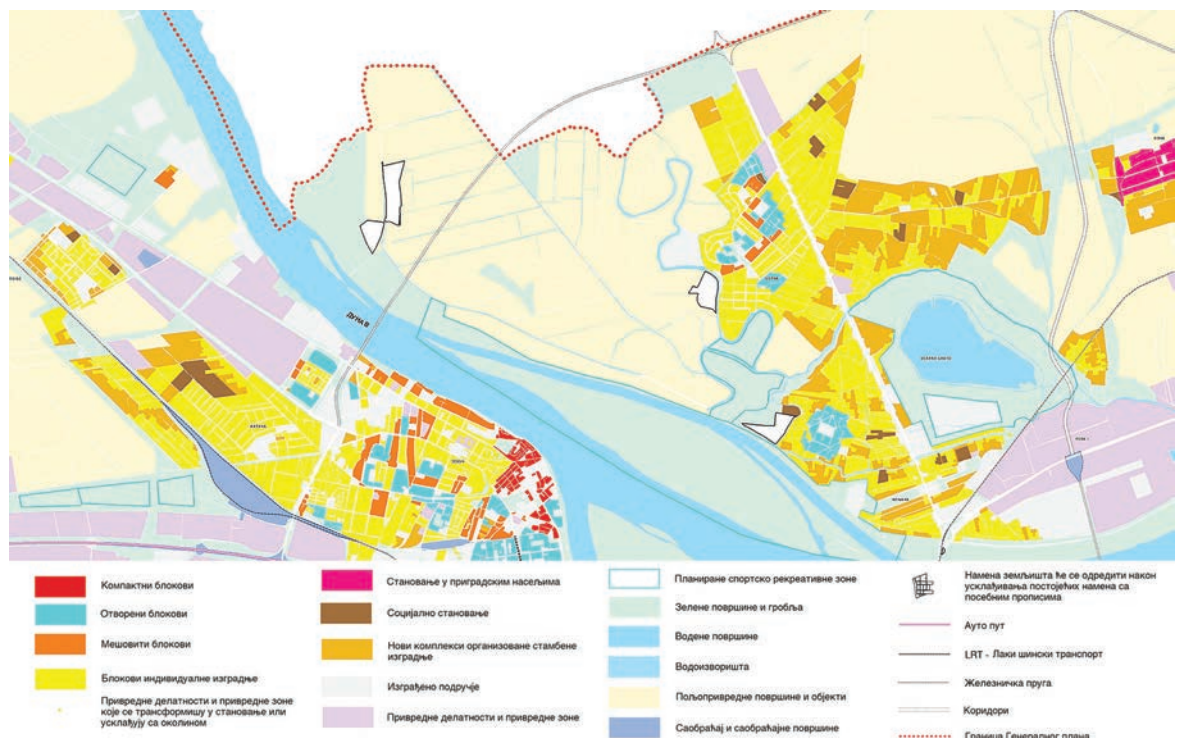 ДУНАВ
Компактни блокови
Отворени блокови
Мешовити блокови
Блокови индивидуалне изградње
Привредне делатности и привредне зоне
које се трансформишу у становање или
усклађују са околином
Становање у приградским насељима
Социјално становање
Нови комплекси организоване стамбене
изградње
Изграђено подручје
Привредне делатности и привредне зоне
Планиране спортско рекреативне зоне
Зелене површине и гробља
Водене површине
Водоизворишта
Пољопривредне површине и објекти
Саобраћај и саобраћајне површине
Намена земљишта ће се одредити након
усклађивања постојећих намена са
посебним прописима
Ауто пут
LRT - Лаки шински транспорт
Железничка пруга
Коридори
Граница Генералног плана